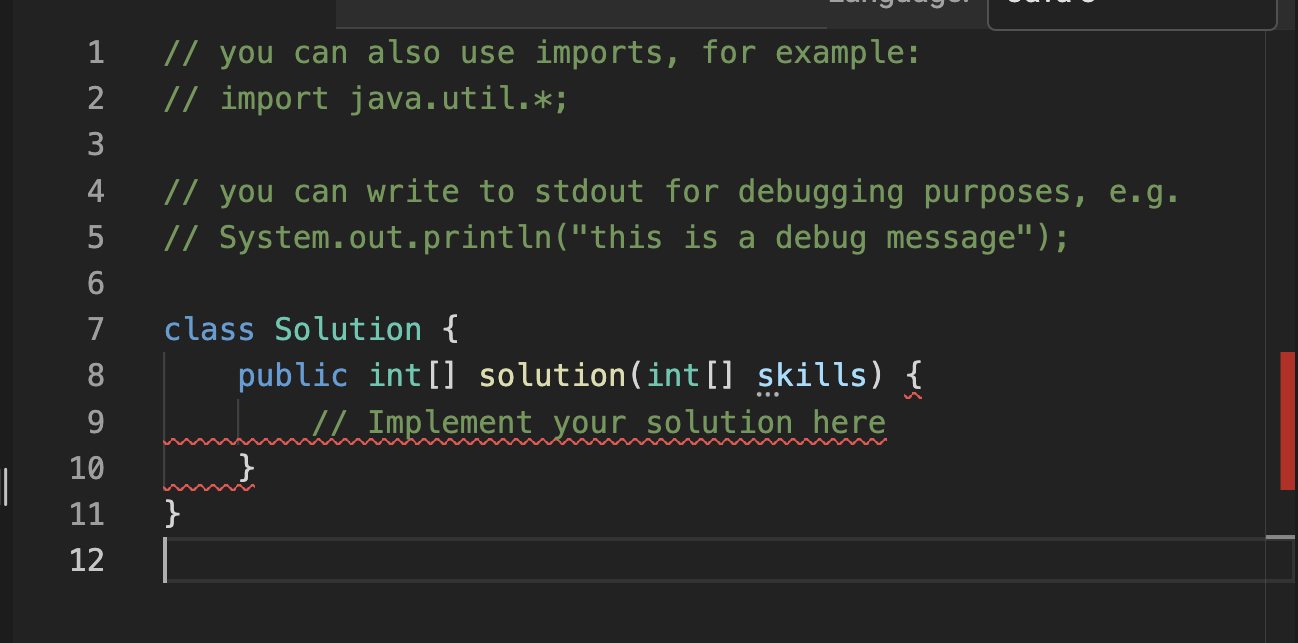 Language:
1 // you can also use imports, for example:
2 // import java.util.*;
3
4 // you can write to stdout for debugging purposes, e.g.
5 // System.out.println("this is a debug message");
6
7 class Solution {
8 public int[] solution(int[] skills) {
9 // Implement your solution here
10 }
11 }
12